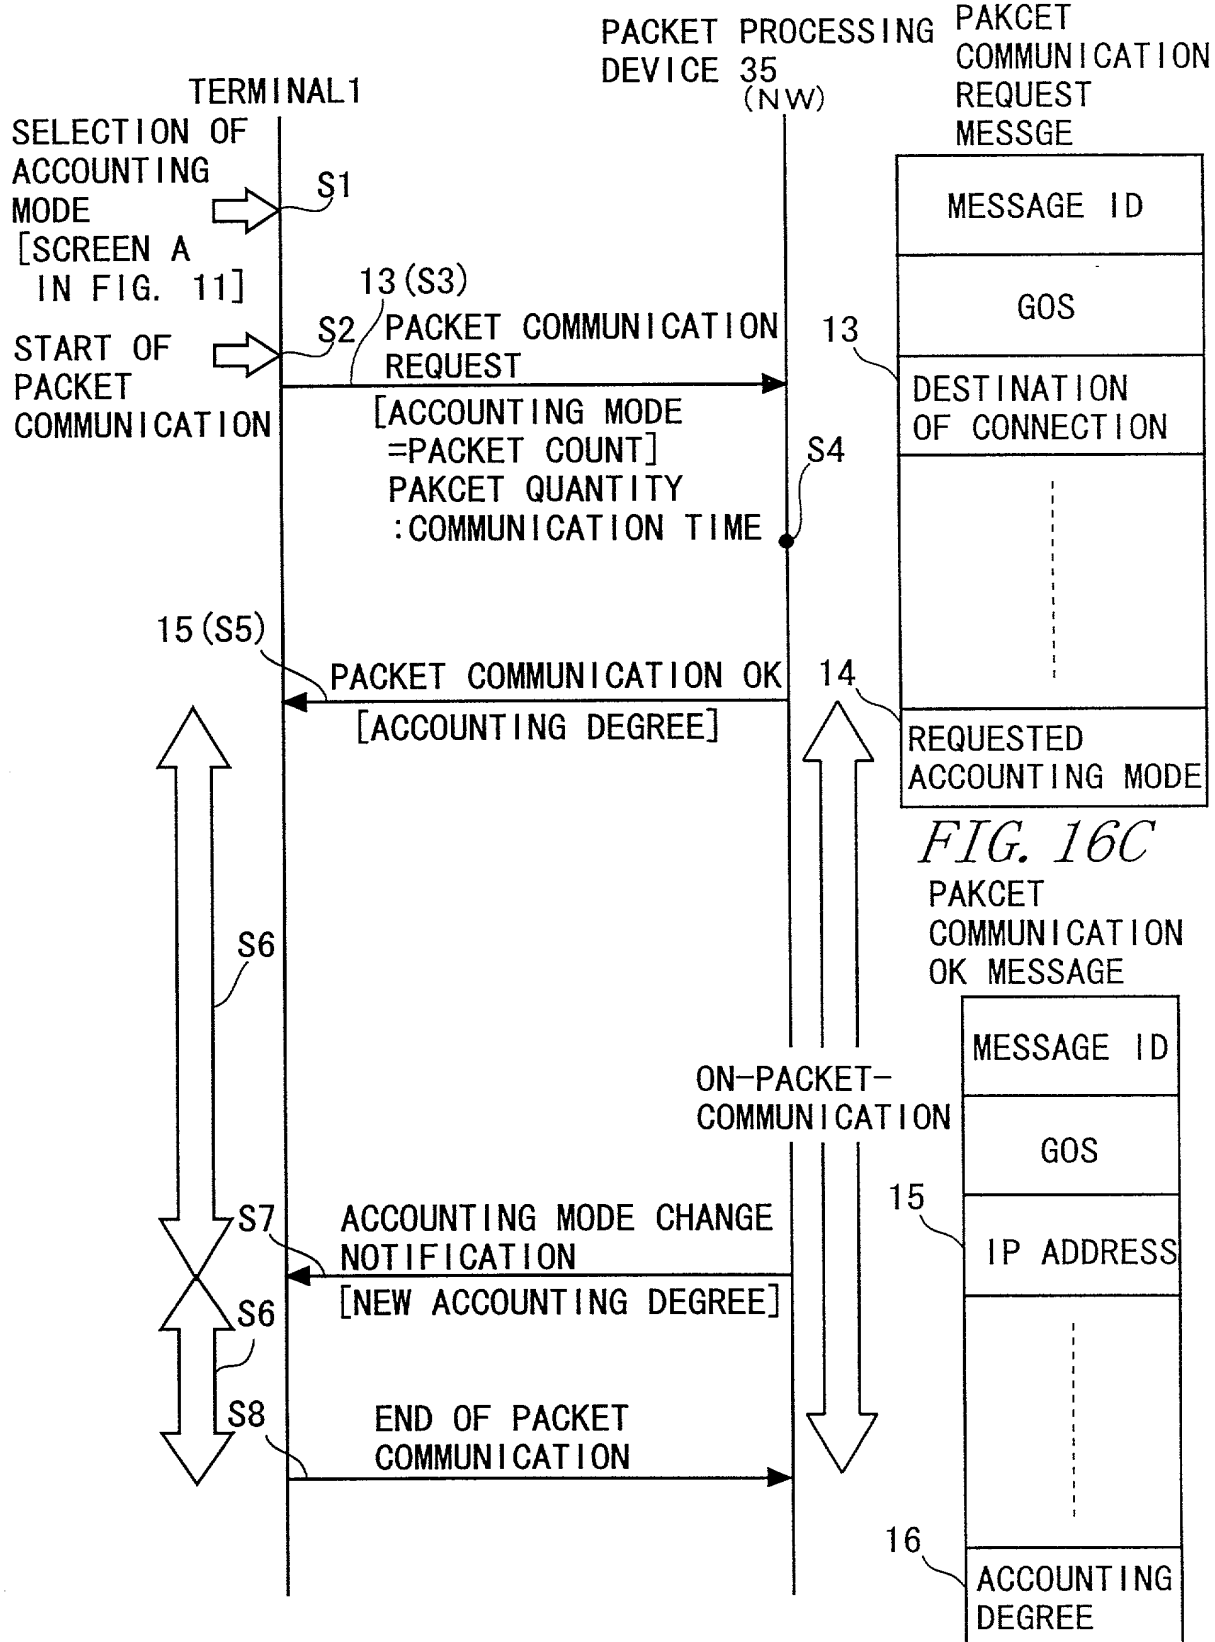 PACKET PROCESSING
DEVICE 35
(NW)
TERMINAL1
SELECTION OF
ACCOUNTING
MODE
[SCREEN A
IN FIG. 11]
S1
START OF
PACKET
COMMUNICATION
S2
13(S3)
PACKET COMMUNICATION
REQUEST
[ACCOUNTING MODE
=PACKET COUNT]
PAKCET QUANTITY
:COMMUNICATION TIME
S4
15(S5)
PACKET COMMUNICATION OK
[ACCOUNTING DEGREE]
S6
ON-PACKET-
COMMUNICATION
S7
ACCOUNTING MODE CHANGE
NOTIFICATION
[NEW ACCOUNTING DEGREE]
S6
S8
END OF PACKET
COMMUNICATION
PAKCET
COMMUNICATION
REQUEST
MESSGE
MESSAGE ID
GOS
13
DESTINATION
OF CONNECTION
14
REQUESTED
ACCOUNTING MODE
FIG. 16C
PAKCET
COMMUNICATION
OK MESSAGE
MESSAGE ID
GOS
15
IP ADDRESS
16
ACCOUNTING
DEGREE